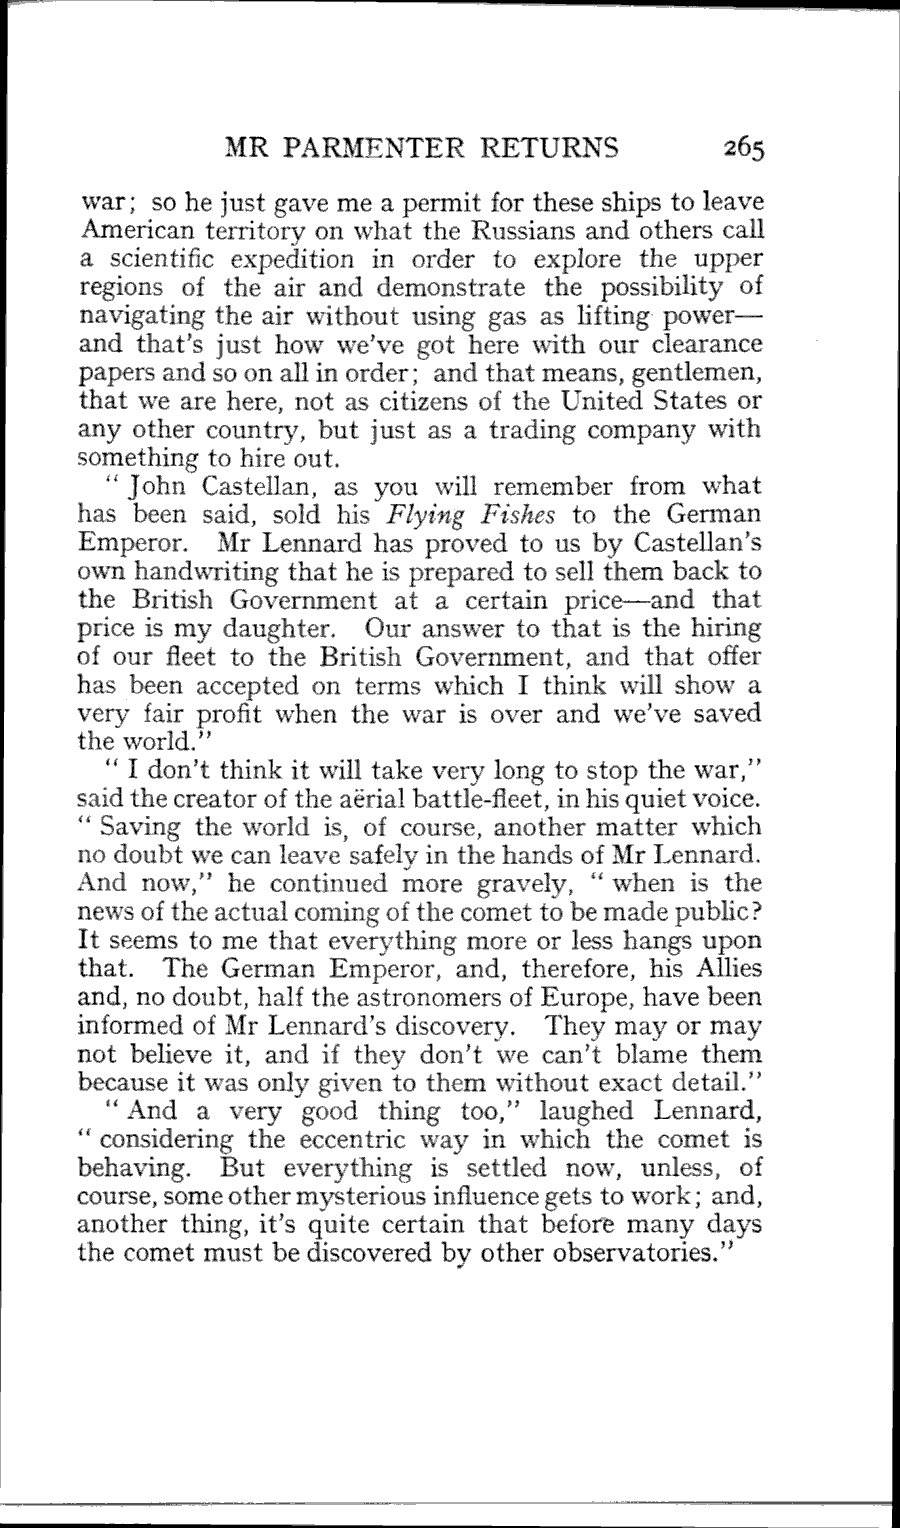 MR PARMENTER RETURNS 265
war; so he just gave me a permit for these ships to leave
American territory on what the Russians and others call
a scientific expedition in order to explore the upper
regions of the air and demonstrate the possibility of
navigating the air without using gas as lifting power—
and that's just how we've got here with our clearance
papers and so on all in order; and that means, gentlemen,
that we are here, not as citizens of the United States or
any other country, but just as a trading company with
something to hire out.
"John Castellan, as you will remember from what
has been said, sold his Flying Fishes to the German
Emperor. Mr Lennard has proved to us by Castellan's
own handwriting that he is prepared to sell them back to
the British Government at a certain price—and that
price is my daughter. Our answer to that is the hiring
of our fleet to the British Government, and that offer
has been accepted on terms which I think will show a
very fair profit when the war is over and we've saved
the world."
"I don't think it will take very long to stop the war,"
said the creator of the aërial battle-fleet, in his quiet voice.
"Saving the world is, of course, another matter which
no doubt we can leave safely in the hands of Mr Lennard.
And now," he continued more gravely, "when is the
news of the actual coming of the comet to be made public?
It seems to me that everything more or less hangs upon
that. The German Emperor, and, therefore, his Allies
and, no doubt, half the astronomers of Europe, have been
informed of Mr Lennard's discovery. They may or may
not believe it, and if they don't we can't blame them
because it was only given to them without exact detail."
"And a very good thing too," laughed Lennard,
"considering the eccentric way in which the comet is
behaving. But everything is settled now, unless, of
course, some other mysterious influence gets to work; and,
another thing, it's quite certain that before many days
the comet must be discovered by other observatories."